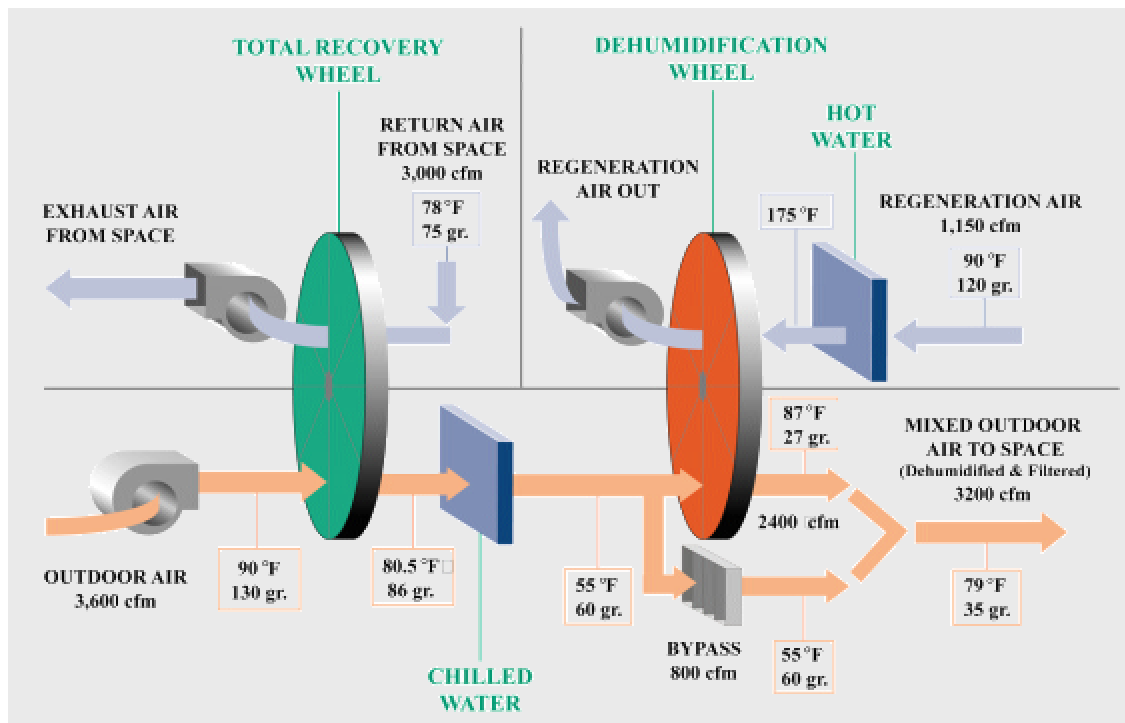 TOTAL RECOVERY
WHEEL
DEHUMIDIFICATION
WHEEL
HOT
WATER
RETURN AIR
FROM SPACE
3,000 cfm
78 °F
75 gr.
EXHAUST AIR
FROM SPACE
REGENERATION
AIR OUT
175 °F
REGENERATION AIR
1,150 cfm
90 °F
120 gr.
87 °F
27 gr.
MIXED OUTDOOR
AIR TO SPACE
(Dehumidified & Filtered)
3200 cfm
2400 □cfm
OUTDOOR AIR
3,600 cfm
90 °F
130 gr.
80.5 °F□
86 gr.
55 °F
60 gr.
79 °F
35 gr.
BYPASS
800 cfm
55 °F
60 gr.
CHILLED
WATER